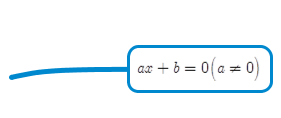 ax + b = 0(a ≠ 0)